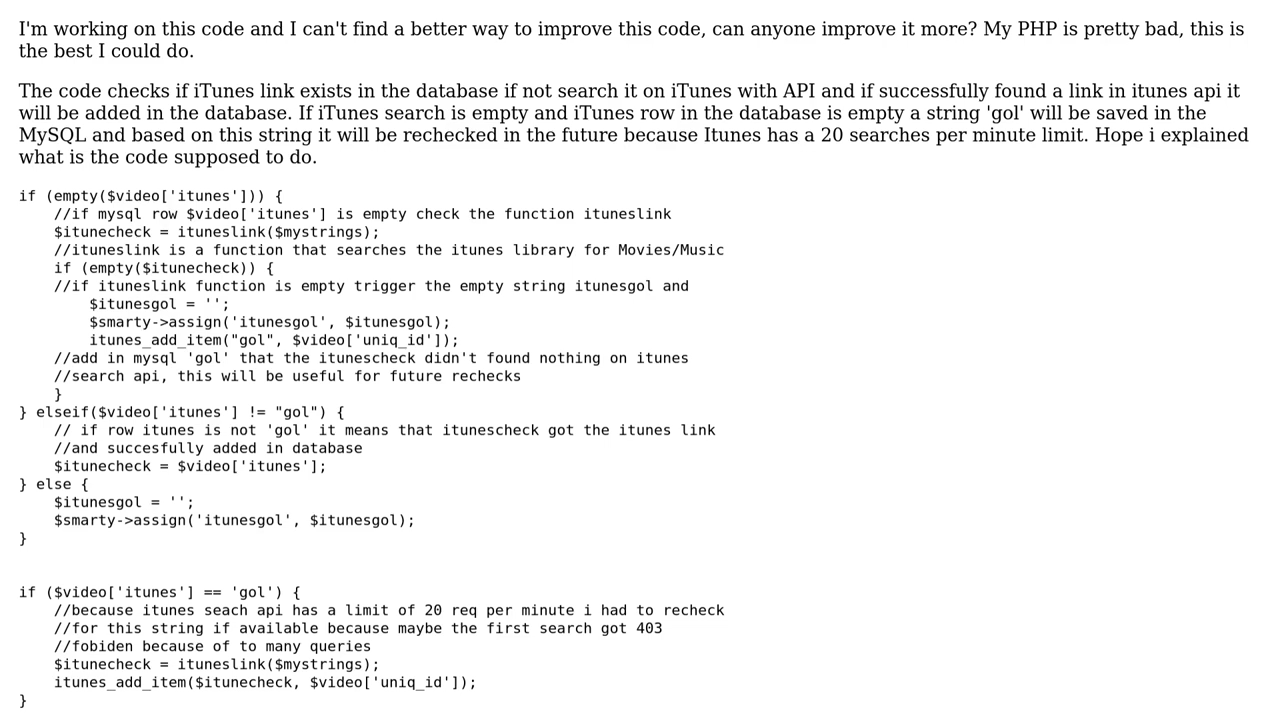 I'm working on this code and I can't find a better way to improve this code, can anyone improve it more? My PHP is pretty bad, this is
the best I could do.
The code checks if iTunes link exists in the database if not search it on iTunes with API and if successfully found a link in itunes api it
will be added in the database. If iTunes search is empty and iTunes row in the database is empty a string 'gol' will be saved in the
MySQL and based on this string it will be rechecked in the future because Itunes has a 20 searches per minute limit. Hope i explained
what is the code supposed to do.
if (empty($video['itunes'])) {
    //if mysql row $video['itunes'] is empty check the function ituneslink
    $itunecheck = ituneslink($mystrings);
    //ituneslink is a function that searches the itunes library for Movies/Music
    if (empty($itunecheck)) {
    //if ituneslink function is empty trigger the empty string itunesgol and
        $itunesgol = '';
        $smarty->assign('itunesgol', $itunesgol);
        itunes_add_item("gol", $video['uniq_id']);
    //add in mysql 'gol' that the itunescheck didn't found nothing on itunes
    //search api, this will be useful for future rechecks
    }
} elseif($video['itunes'] != "gol") {
    // if row itunes is not 'gol' it means that itunescheck got the itunes link
    //and succesfully added in database
    $itunecheck = $video['itunes'];
} else {
    $itunesgol = '';
    $smarty->assign('itunesgol', $itunesgol);
}
if ($video['itunes'] == 'gol') {
    //because itunes seach api has a limit of 20 req per minute i had to recheck
    //for this string if available because maybe the first search got 403
    //fobiden because of to many queries
    $itunecheck = ituneslink($mystrings);
    itunes_add_item($itunecheck, $video['uniq_id']);
}